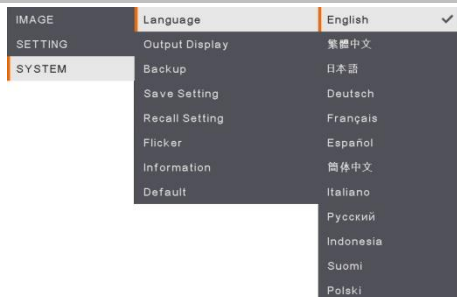 IMAGE
SETTING
SYSTEM
Language
Output Display
Backup
Save Setting
Recall Setting
Flicker
Information
Default
English
繁體中文
日本語
Deutsch
Français
Español
简体中文
Italiano
Русский
Indonesia
Suomi
Polski